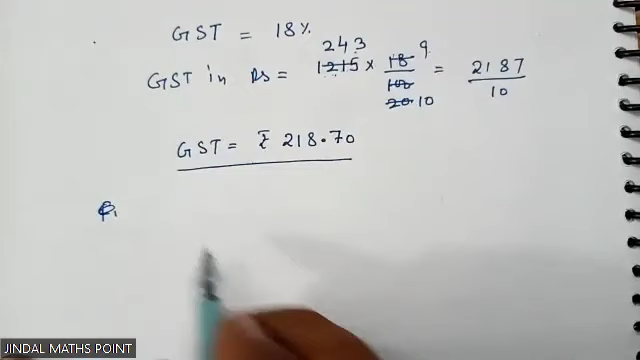 GST = 18%
243 9
GST in Rs = 1215 × 18 = 2187
100 10
20 10
GST = ₹ 218.70
JINDAL MATHS POINT